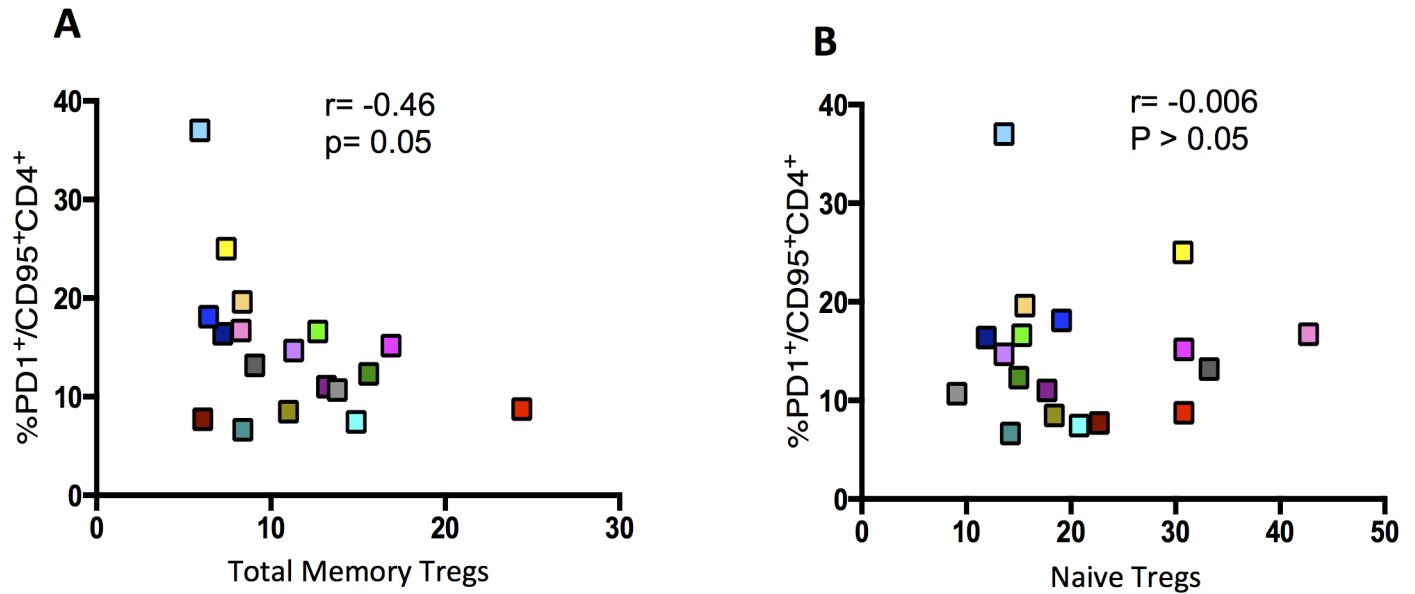 A
r= -0.46
p= 0.05
%PD1⁺/CD95⁺CD4⁺
40
30
20
10
0
0 10 20 30
Total Memory Tregs
B
r= -0.006
P > 0.05
%PD1⁺/CD95⁺CD4⁺
40
30
20
10
0
0 10 20 30 40 50
Naive Tregs